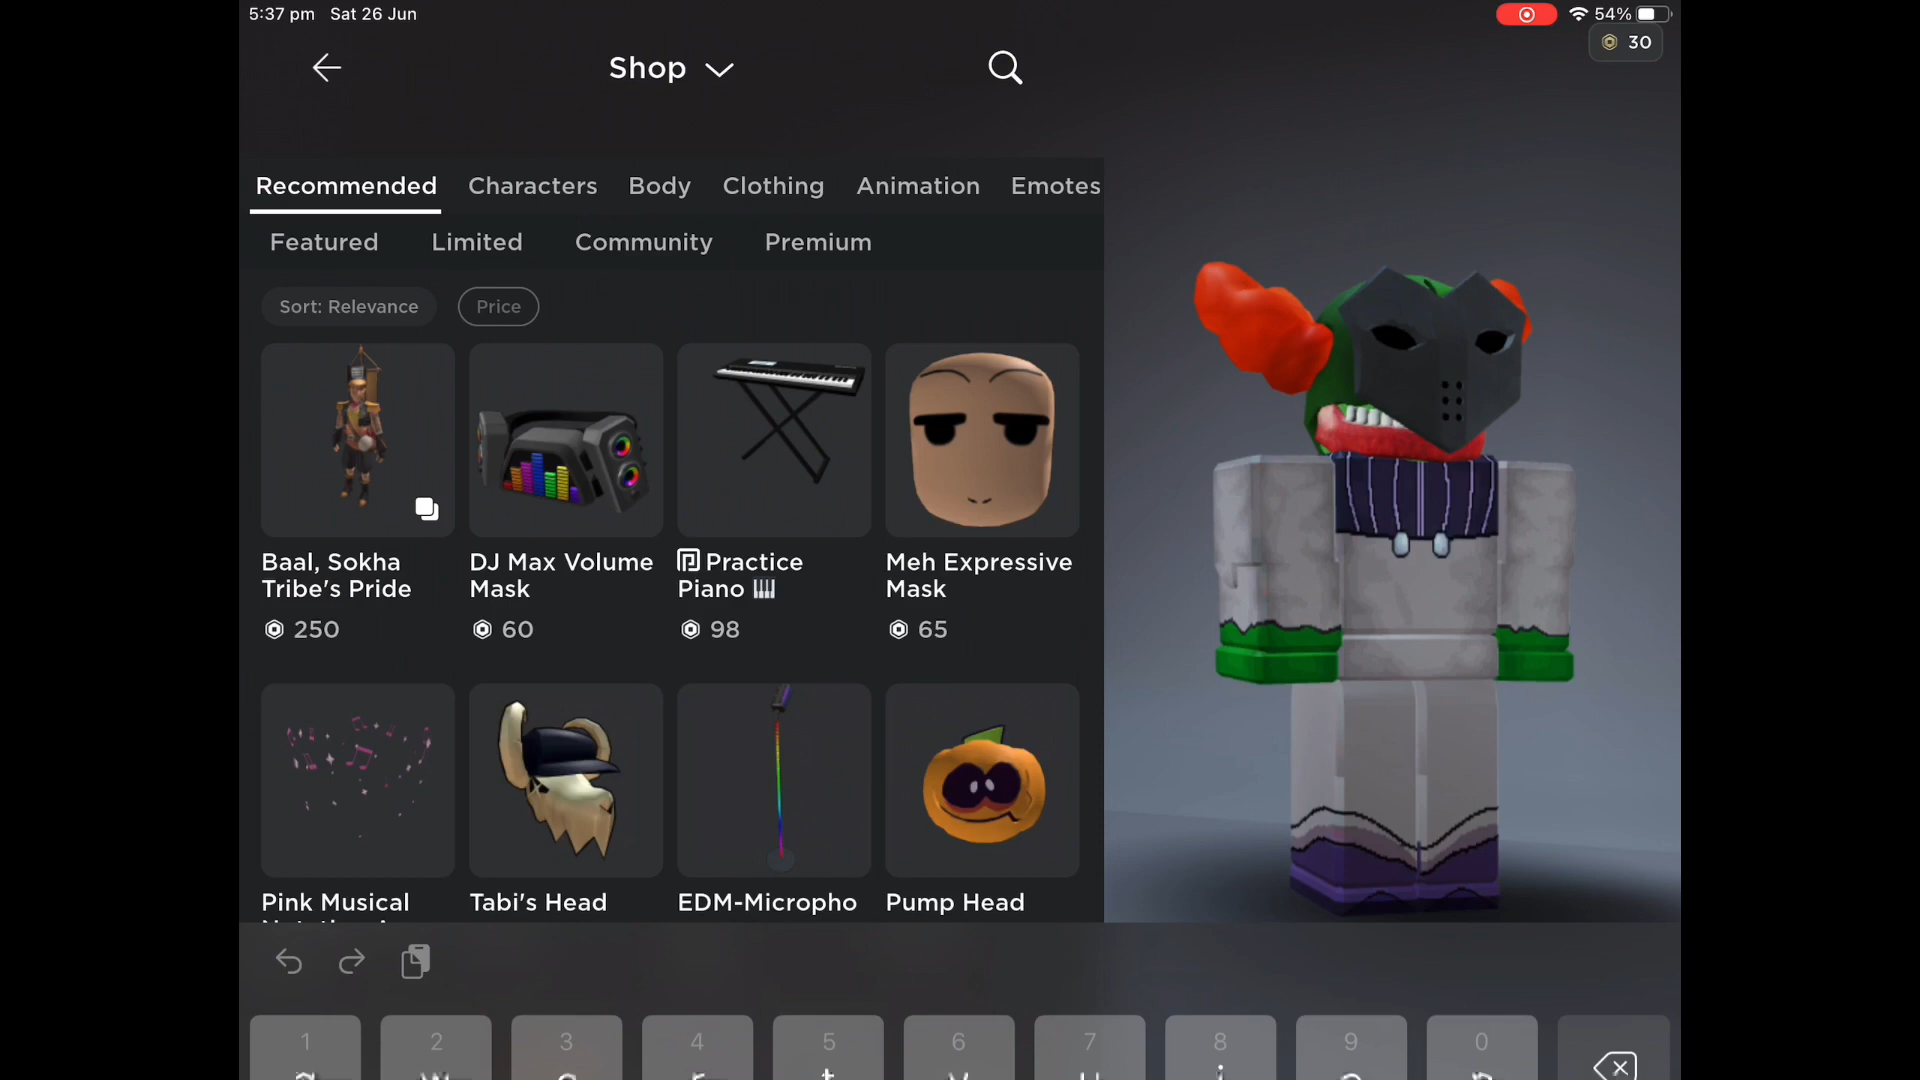 5:37 pm Sat 26 Jun
54%
30
Shop
Recommended Characters Body Clothing Animation Emotes
Featured Limited Community Premium
Sort: Relevance Price
Baal, Sokha
Tribe's Pride
250
DJ Max Volume
Mask
60
Practice
Piano
98
Meh Expressive
Mask
65
Pink Musical
Tabi's Head
EDM-Micropho
Pump Head
1 2 3 4 5 6 7 8 9 0